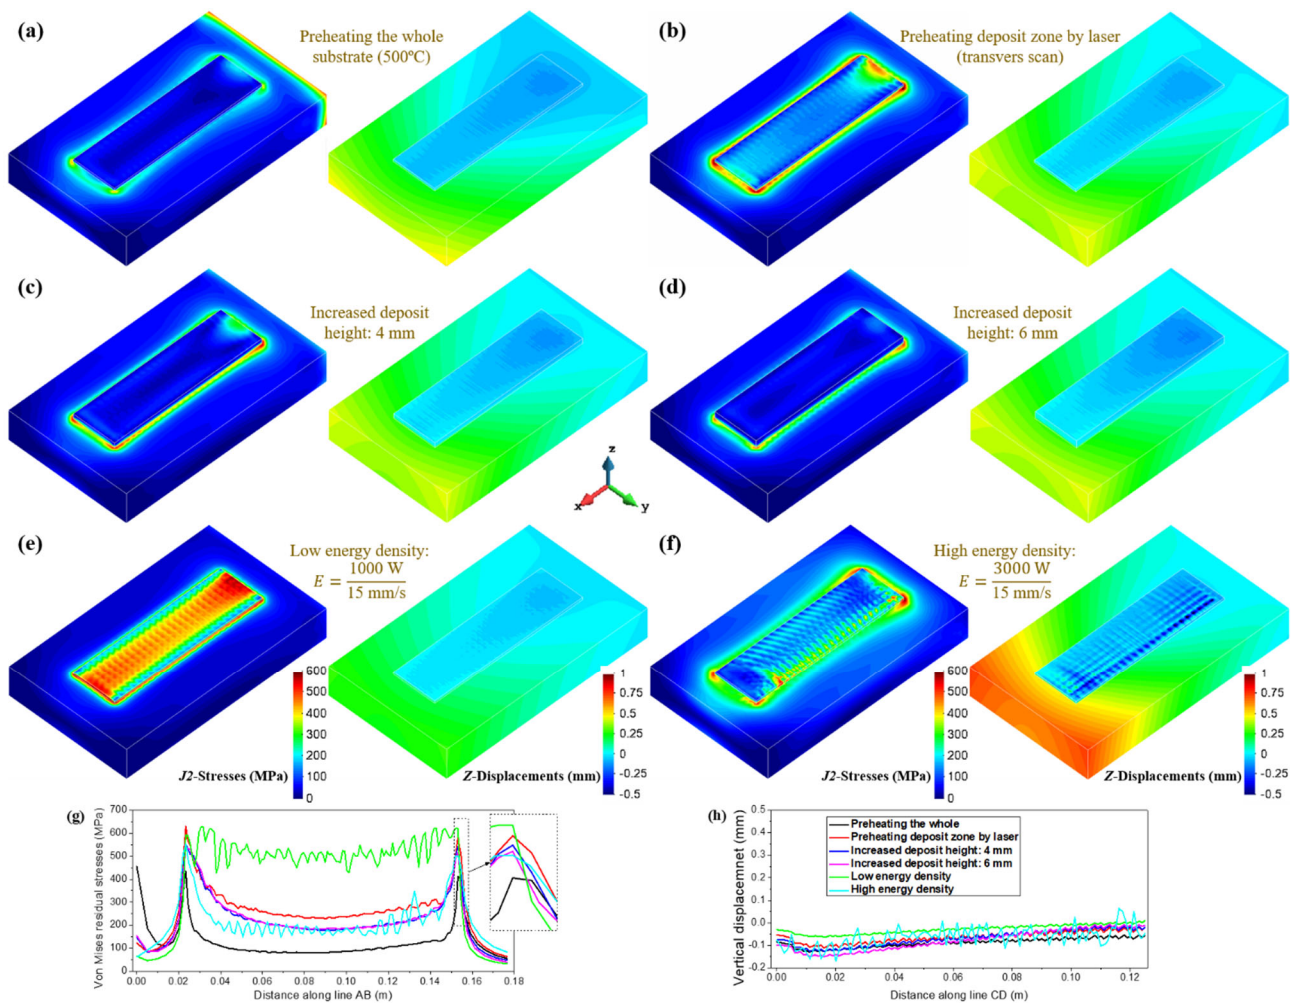 (a)
Preheating the whole
substrate (500ºC)
(b)
Preheating deposit zone by laser
(transvers scan)
(c)
Increased deposit
height: 4 mm
(d)
Increased deposit
height: 6 mm
z
x
y
(e)
Low energy density:
E = 1000 W / 15 mm/s
600
500
400
300
200
100
0
J2-Stresses (MPa)
1
0.75
0.5
0.25
0
-0.25
-0.5
Z-Displacements (mm)
(f)
High energy density:
E = 3000 W / 15 mm/s
600
500
400
300
200
100
0
J2-Stresses (MPa)
1
0.75
0.5
0.25
0
-0.25
-0.5
Z-Displacements (mm)
(g)
Von Mises residual stresses (MPa)
700
600
500
400
300
200
100
0
0.00 0.02 0.04 0.06 0.08 0.10 0.12 0.14 0.16 0.18
Distance along line AB (m)
(h)
Vertical displacemnet (mm)
0.5
0.4
0.3
0.2
0.1
0.0
-0.1
-0.2
Preheating the whole
Preheating deposit zone by laser
Increased deposit height: 4 mm
Increased deposit height: 6 mm
Low energy density
High energy density
0.00 0.02 0.04 0.06 0.08 0.10 0.12
Distance along line CD (m)